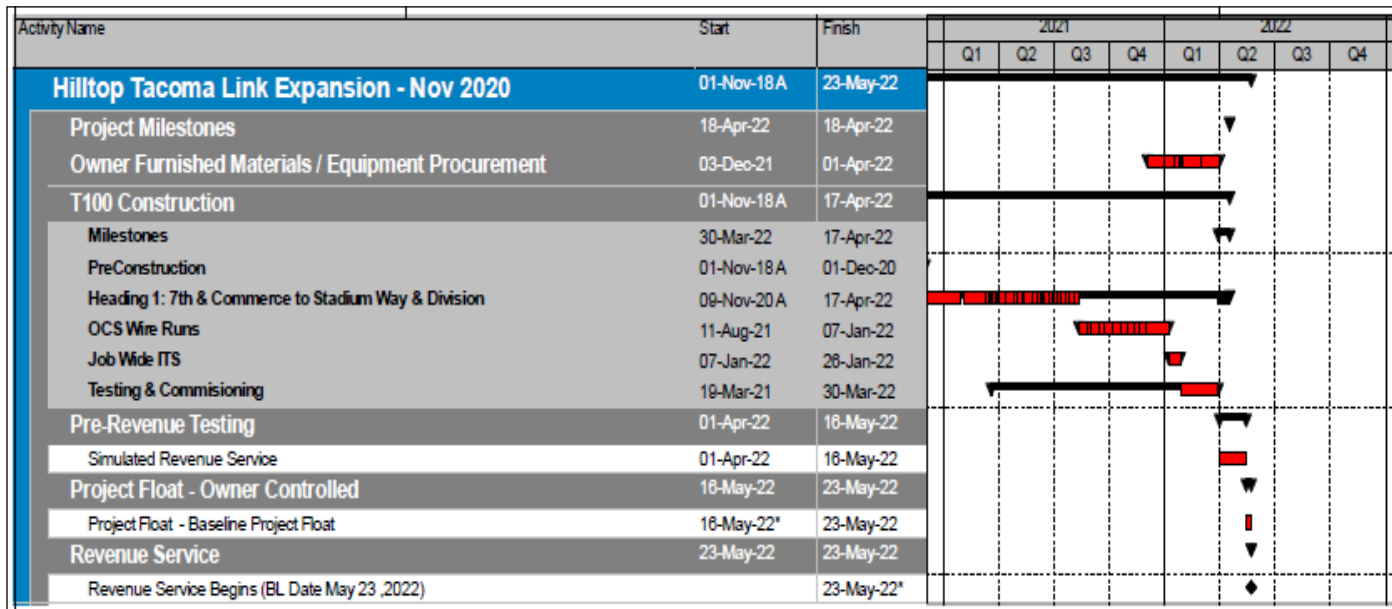 Activity Name Start Finish 2021 2022
Q1 Q2 Q3 Q4 Q1 Q2 Q3 Q4
Hilltop Tacoma Link Expansion - Nov 2020 01-Nov-18 A 23-May-22
Project Milestones 18-Apr-22 18-Apr-22
Owner Furnished Materials / Equipment Procurement 03-Dec-21 01-Apr-22
T100 Construction 01-Nov-18 A 17-Apr-22
Milestones 30-Mar-22 17-Apr-22
PreConstruction 01-Nov-18 A 01-Dec-20
Heading 1: 7th & Commerce to Stadium Way & Division 09-Nov-20 A 17-Apr-22
OCS Wire Runs 11-Aug-21 07-Jan-22
Job Wide ITS 07-Jan-22 26-Jan-22
Testing & Commisioning 19-Mar-21 30-Mar-22
Pre-Revenue Testing 01-Apr-22 16-May-22
Simulated Revenue Service 01-Apr-22 16-May-22
Project Float - Owner Controlled 16-May-22 23-May-22
Project Float - Baseline Project Float 16-May-22* 23-May-22
Revenue Service 23-May-22 23-May-22
Revenue Service Begins (BL Date May 23 ,2022) 23-May-22*